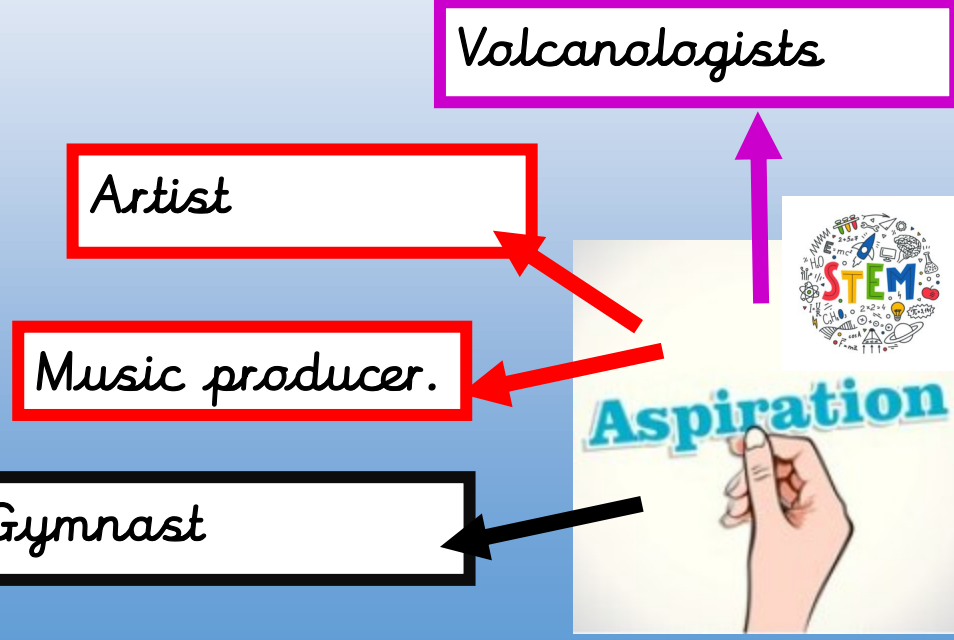 Volcanologists
Artist
STEM
Music producer.
Aspiration
Gymnast